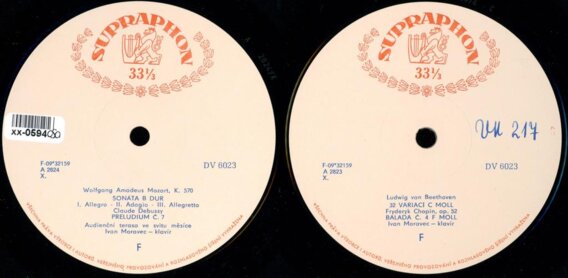 SUPRAPHON
33⅓
xx-0594
F-09*32159
A 2824
X.
DV 6023
Wolfgang Amadeus Mozart, K. 570
SONATA B DUR
I. Allegro - II. Adagio - III. Allegretto
Claude Debussy
PRELUDIUM Č. 7
Audienční terasa ve svitu měsíce
Ivan Moravec - klavír
F
SUPRAPHON
33⅓
VK 217
F-09*32159
A 2823
X.
DV 6023
Ludwig van Beethoven
32 VARIACÍ C MOLL
Fryderyk Chopin, op. 52
BALADA Č. 4 F MOLL
Ivan Moravec - klavír
F